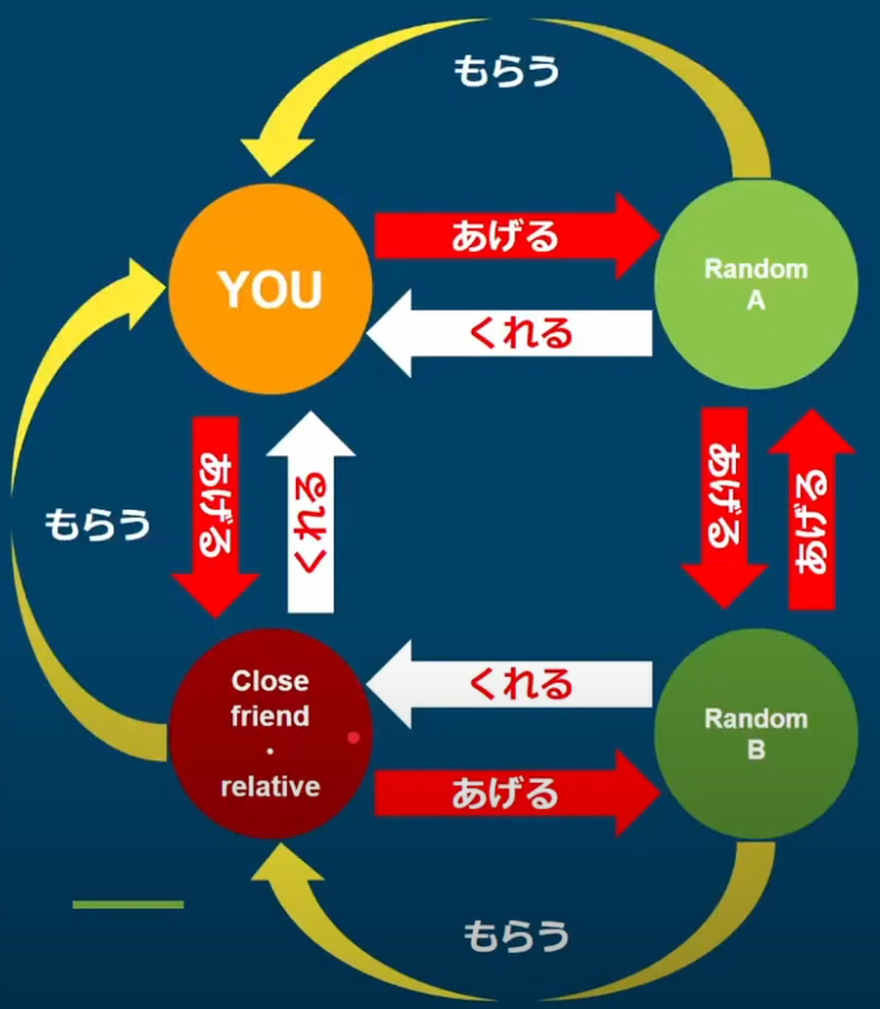 もらう
YOU
あげる
くれる
Random
A
あげる
くれる
あげる
あげる
もらう
Close
friend
・
relative
くれる
あげる
Random
B
もらう